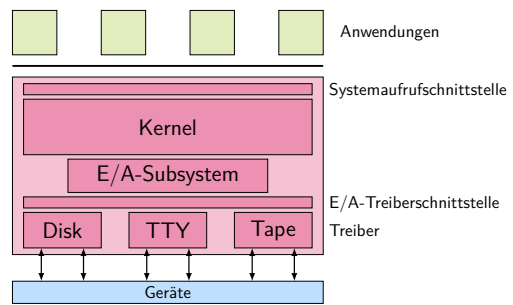 Anwendungen
Systemaufrufschnittstelle
Kernel
E/A-Subsystem
E/A-Treiberschnittstelle
Disk TTY Tape Treiber
Geräte